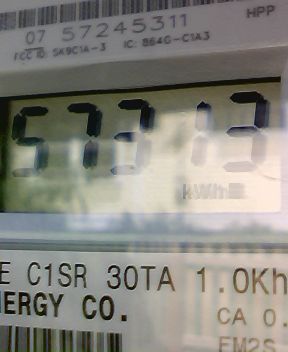 HPP
07 57245311
FCC ID: SK9C1A-3 IC: 864G-C1A3
57313
kWh
E C1SR 30TA 1.0Kh
NERGY CO.
CA 0.
FM2S